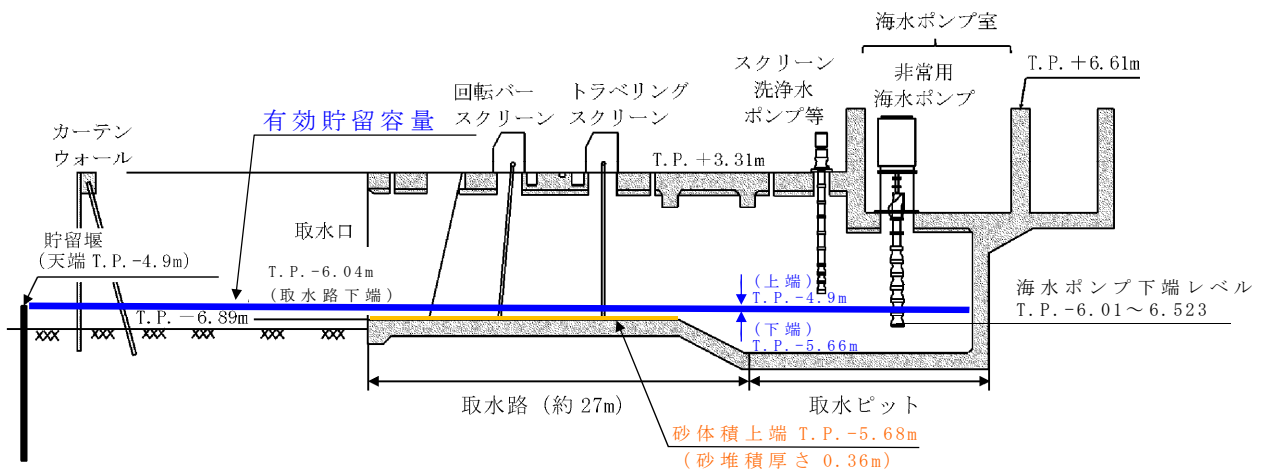 海水ポンプ室
T.P.+6.61m
スクリーン
洗浄水
ポンプ等
非常用
海水ポンプ
回転バー
スクリーン
トラベリング
スクリーン
有効貯留容量
カーテン
ウォール
T.P.+3.31m
取水口
貯留堰
(天端 T.P.-4.9m)
T.P.-6.04m
(取水路下端)
(上端)
T.P.-4.9m
海水ポンプ下端レベル
T.P.-6.01～6.523
T.P.-6.89m
(下端)
T.P.-5.66m
取水路 (約27m)
取水ピット
砂体積上端 T.P.-5.68m
(砂堆積厚さ 0.36m)